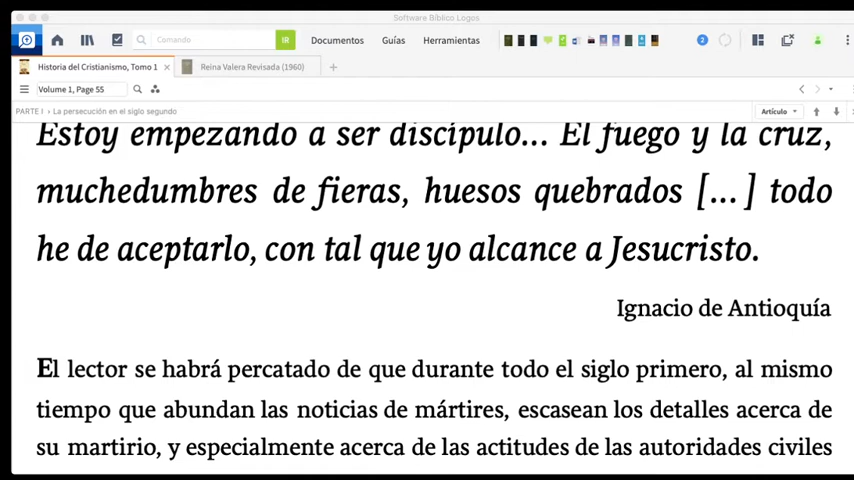 Software Bíblico Logos
Comando
IR
Documentos
Guías
Herramientas
2
Historia del Cristianismo, Tomo 1
Reina Valera Revisada (1960)
Volume 1, Page 55
PARTE I › La persecución en el siglo segundo
Artículo
Estoy empezando a ser discípulo... El fuego y la cruz,
muchedumbres de fieras, huesos quebrados [...] todo
he de aceptarlo, con tal que yo alcance a Jesucristo.
Ignacio de Antioquía
El lector se habrá percatado de que durante todo el siglo primero, al mismo
tiempo que abundan las noticias de mártires, escasean los detalles acerca de
su martirio, y especialmente acerca de las actitudes de las autoridades civiles